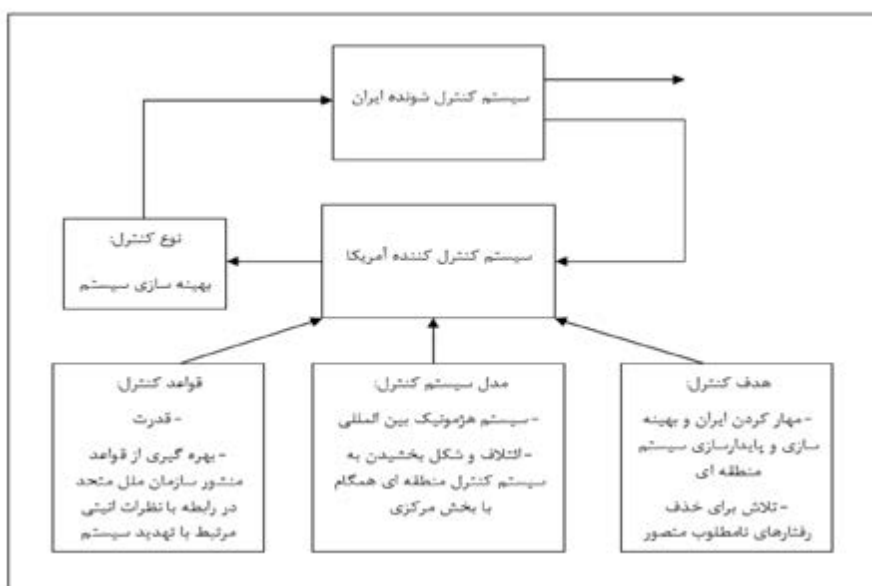 سیستم کنترل شونده ایران
سیستم کنترل کننده آمریکا
نوع کنترل:
بهینه سازی سیستم
هدف کنترل:
-مهار کردن ایران و بهینه
سازی و پایدارسازی سیستم
منطقه ای
-تلاش برای حذف
رفتارهای نامطلوب متصور
مدل سیستم کنترل:
-سیستم هژمونیک بین المللی
-ائتلاف و شکل بخشیدن به
سیستم کنترل منطقه ای همگام
با بخش مرکزی
قواعد کنترل:
-قدرت
-بهره گیری از قواعد
منشور سازمان ملل متحد
در رابطه با نظرات
مرتبط با تهدید سیستم